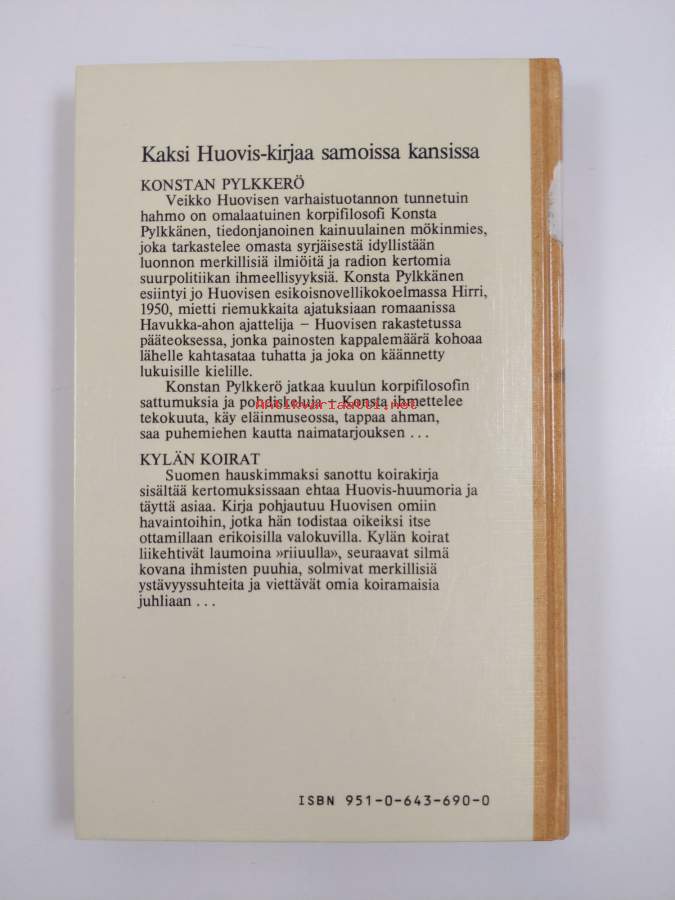 Kaksi Huovis-kirjaa samoissa kansissa
KONSTAN PYLKKERÖ
Veikko Huovisen varhaistuotannon tunnetuin
hahmo on omalaatuinen korpifilosofi Konsta
Pylkkänen, tiedonjanoinen kainuulainen mökinmies,
joka tarkastelee omasta syrjäisestä idyllistään
luonnon merkillisiä ilmiöitä ja radion kertomia
suurpolitiikan ihmeellisyyksiä. Konsta Pylkkänen
esiintyi jo Huovisen esikoisnovellikokoelmassa Hirri,
1950, mietti riemukkaita ajatuksiaan romaanissa
Havukka-ahon ajattelija – Huovisen rakastetussa
pääteoksessa, jonka painosten kappalemäärä kohoaa
lähelle kahtasataa tuhatta ja joka on käännetty
lukuisille kielille.
Konstan Pylkkerö jatkaa kuulun korpifilosofin
sattumuksia ja pohdiskeluja – Konsta ihmettelee
Antikvariaatti.net
tekokuuta, käy eläinmuseossa, tappaa ahman,
saa puhemiehen kautta naimatarjouksen ...
KYLÄN KOIRAT
Suomen hauskimmaksi sanottu koirakirja
sisältää kertomuksissaan ehtaa Huovis-huumoria ja
täyttä asiaa. Kirja pohjautuu Huovisen omiin
havaintoihin, jotka hän todistaa oikeiksi itse
ottamillaan erikoisilla valokuvilla. Kylän koirat
liikehtivät laumoina »riiuulla», seuraavat silmä
kovana ihmisten puuhia, solmivat merkillisiä
ystävyyssuhteita ja viettävät omia koiramaisia
juhliaan ...
ISBN 951-0-643-690-0